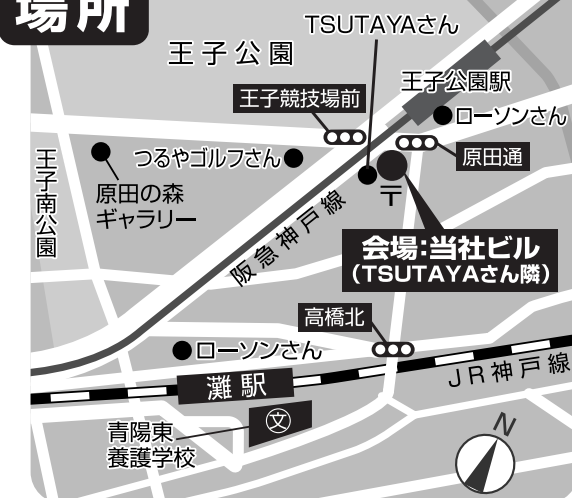 場所
TSUTAYAさん
王子公園
王子公園駅
王子競技場前
ローソンさん
原田通
つるやゴルフさん
王子南公園
原田の森
ギャラリー
〒
阪急神戸線
会場:当社ビル
(TSUTAYAさん隣)
高橋北
ローソンさん
灘駅
JR神戸線
文
青陽東
養護学校
N